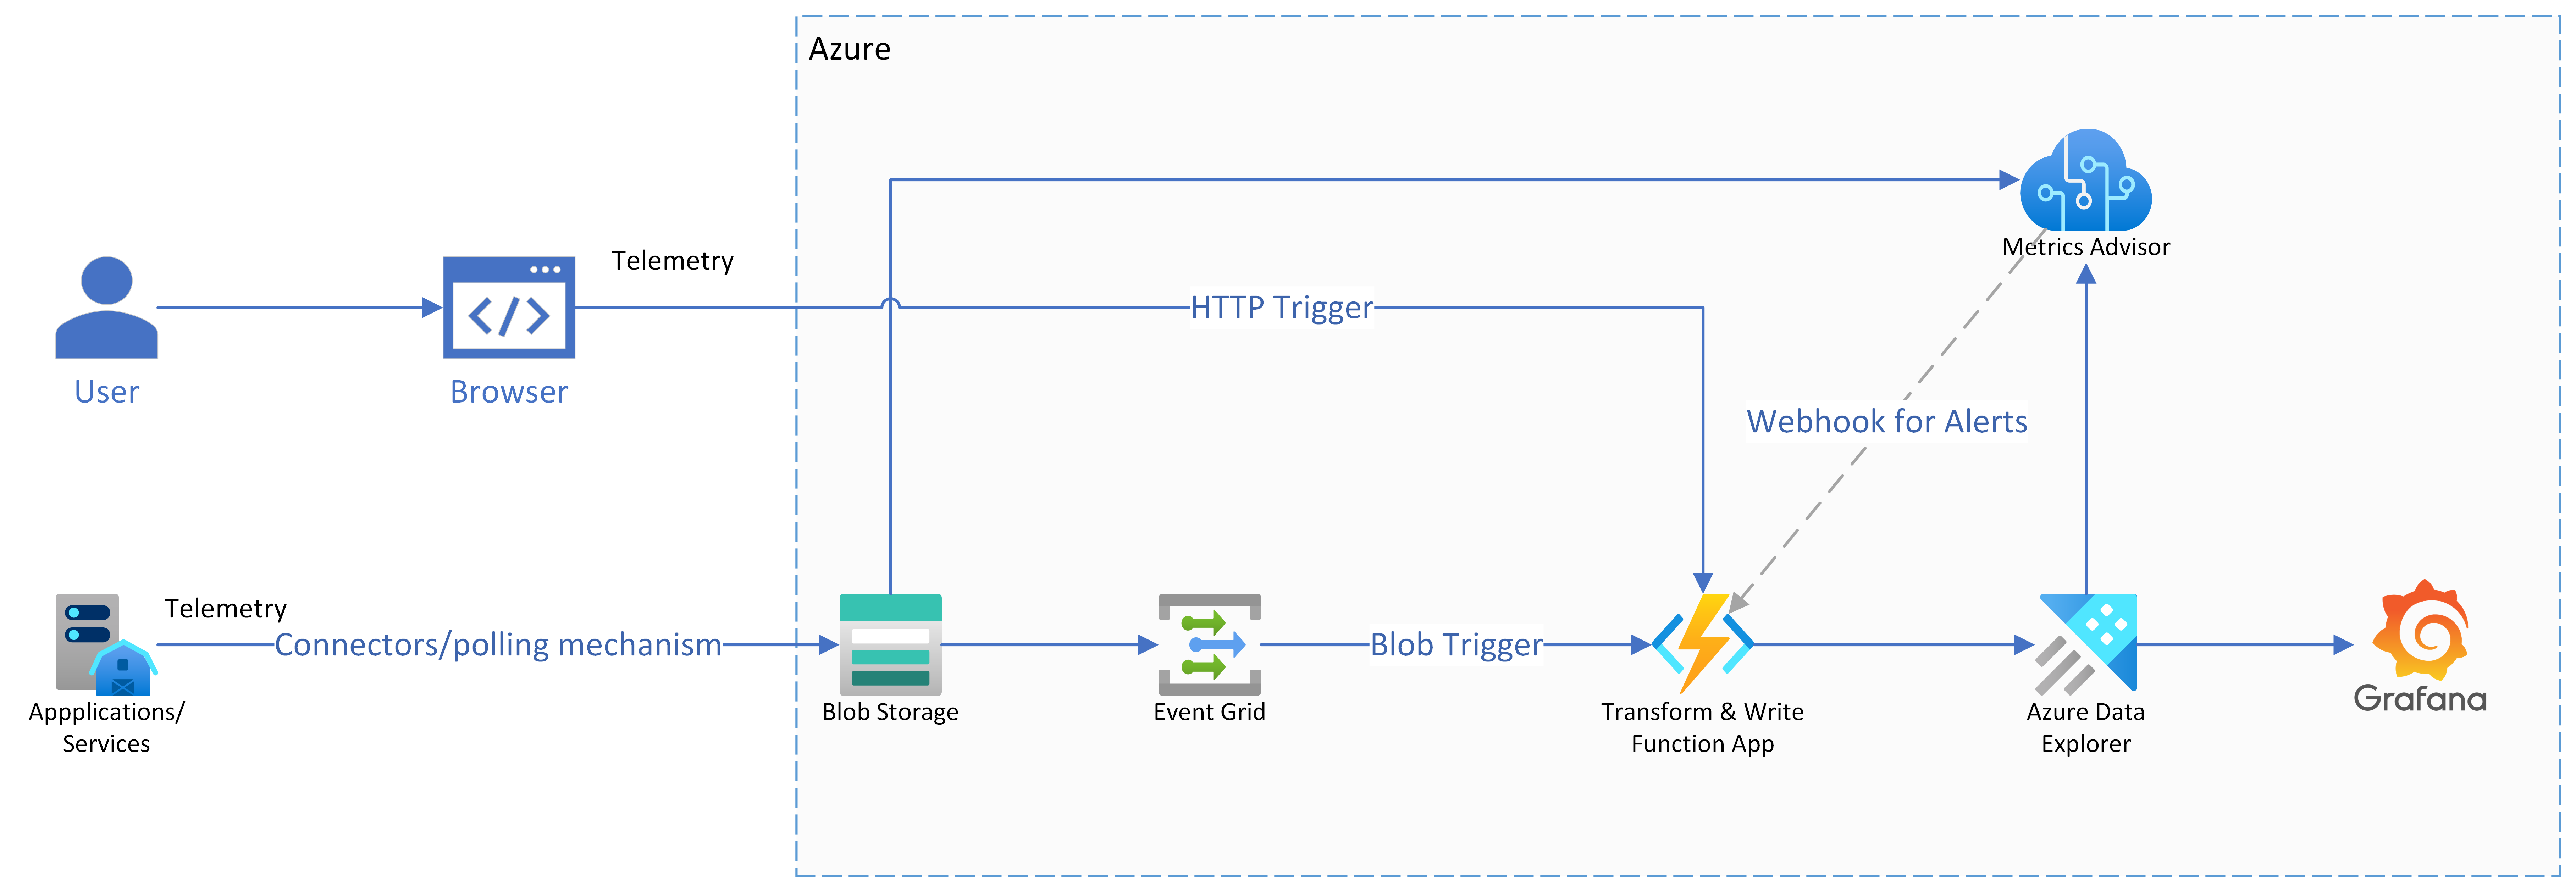 Azure
Metrics Advisor
Telemetry
HTTP Trigger
User
Browser
Webhook for Alerts
Telemetry
Connectors/polling mechanism
Blob Trigger
Appplications/
Services
Blob Storage
Event Grid
Transform & Write
Function App
Azure Data
Explorer
Grafana